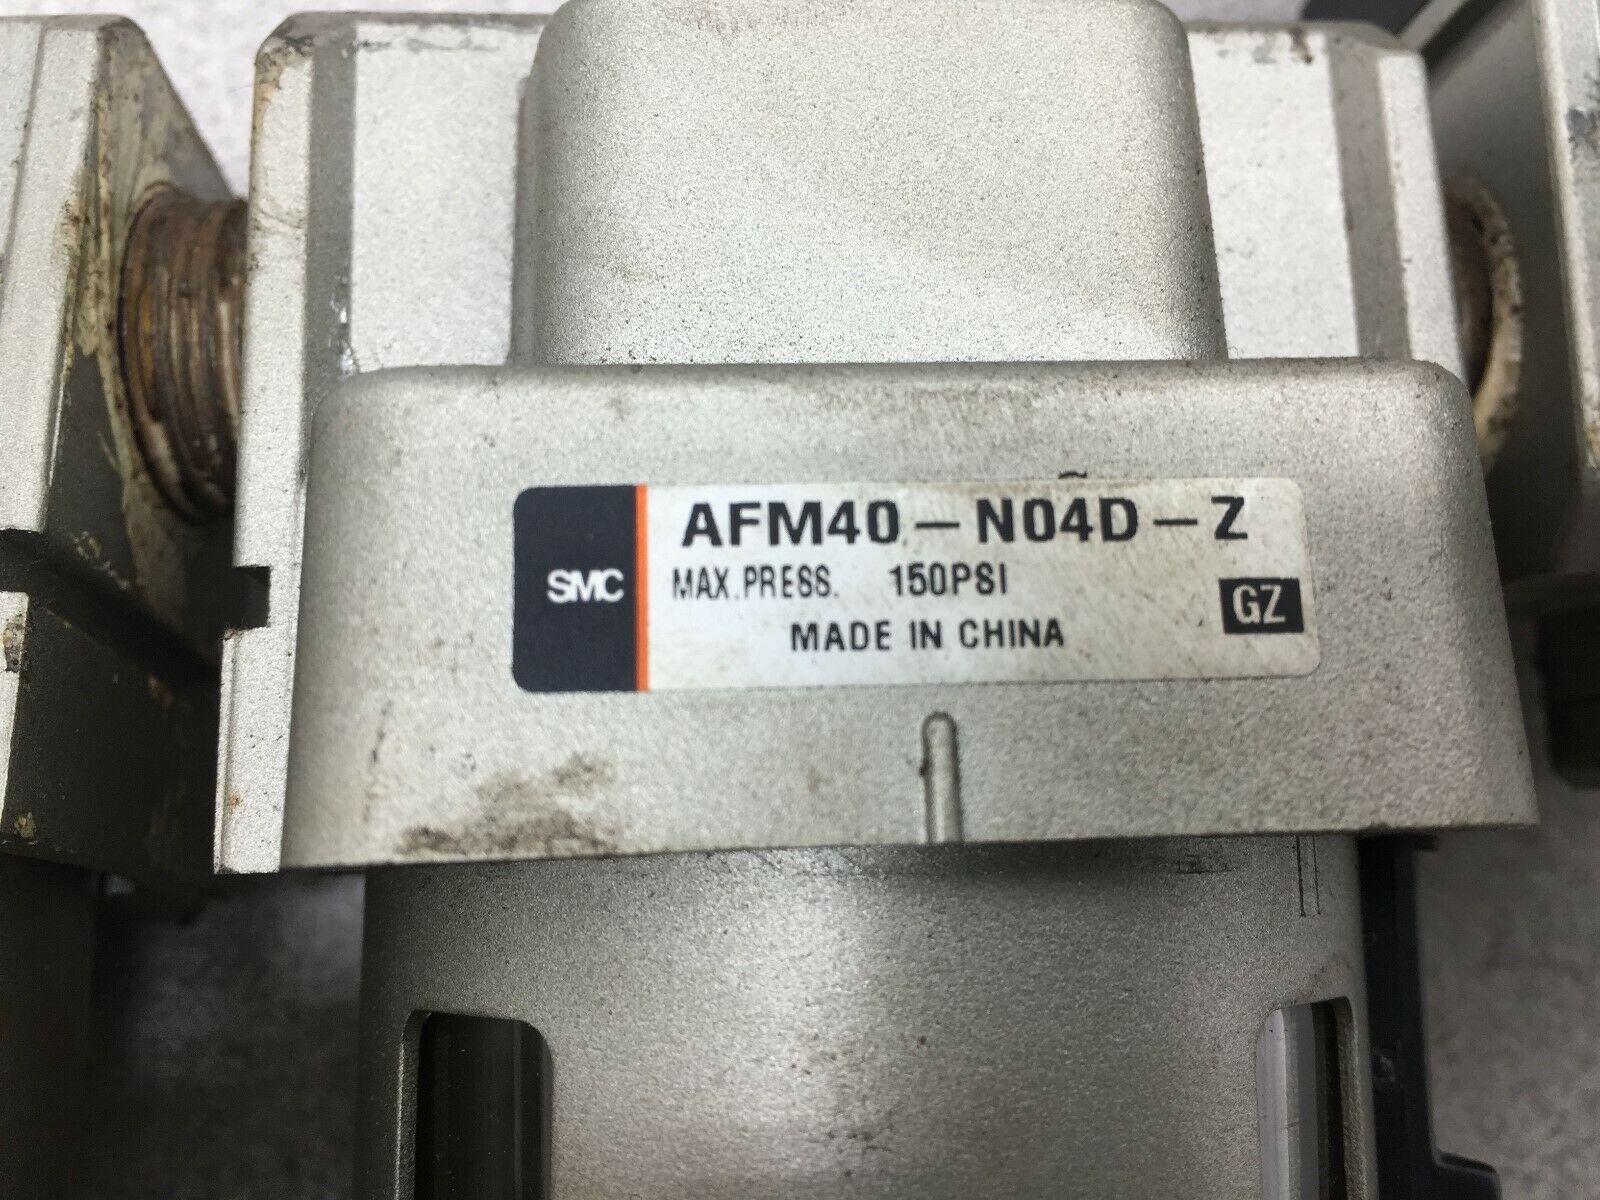 AFM40-N04D-Z
SMC MAX.PRESS. 150PSI
MADE IN CHINA GZ